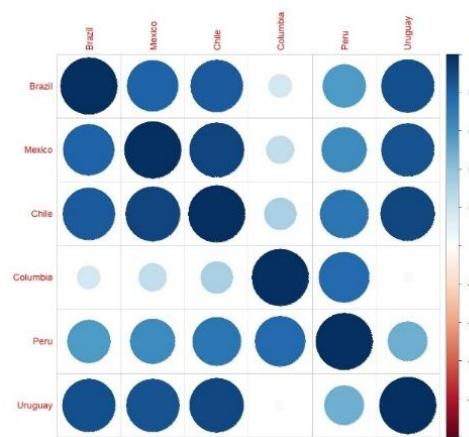 Brazil
Mexico
Chile
Columbia
Peru
Uruguay
Brazil
Mexico
Chile
Columbia
Peru
Uruguay